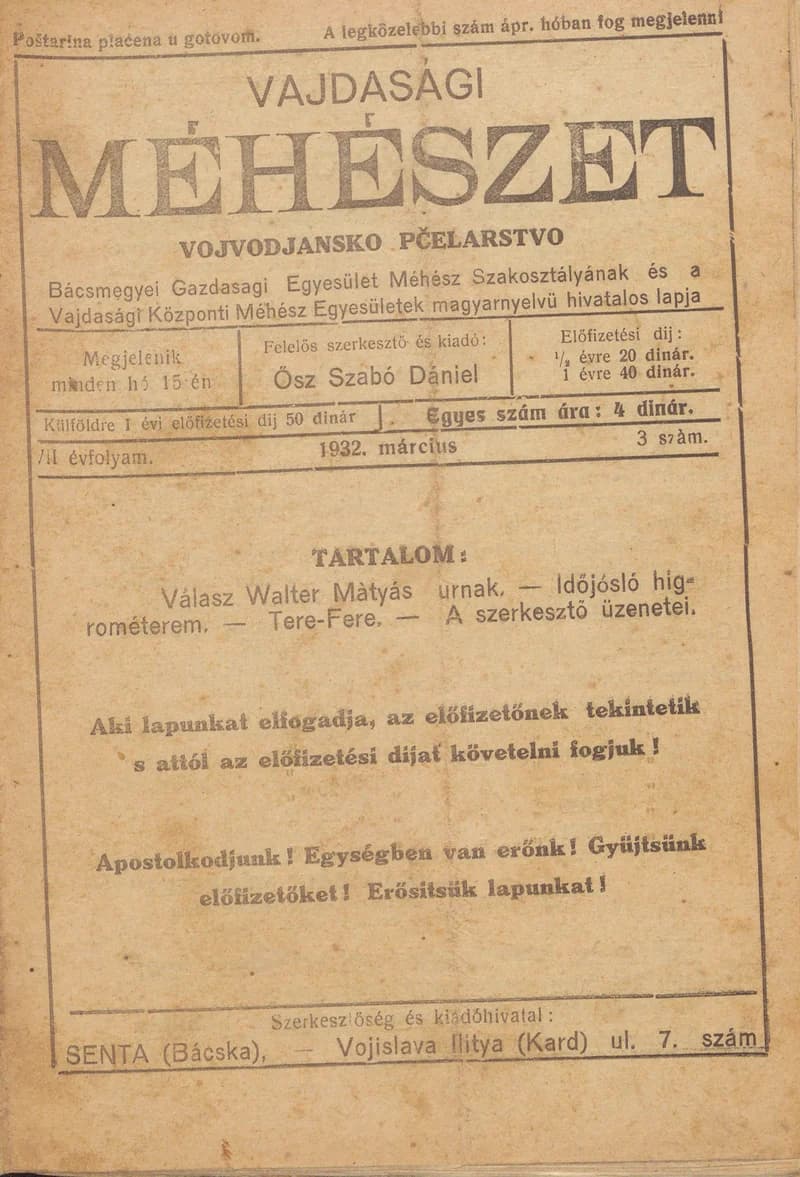 Poštarina plaćena u gotovom.
A legközelebbi szám ápr. hóban fog megjelenni
VAJDASÁGI
MÉHÉSZET
VOJVODJANSKO PČELARSTVO
Bácsmegyei Gazdasagi Egyesület Méhész Szakosztályának és a
Vajdasági Központi Méhész Egyesületek magyarnyelvü hivatalos lapja
Megjelenik
minden hó 15-én
Felelős szerkesztő és kiadó:
Ősz Szabó Dániel
Előfizetési dij:
½ évre 20 dinár.
1 évre 40 dinár.
Külföldre 1 évi előfizetési dij 50 dinár
Egyes szám ára: 4 dinár.
évfolyam.
1932. március
3 szám.
TARTALOM:
Válasz Walter Màtyás urnak. — Időjósló hig-
rométerem. — Tere-Fere. — A szerkesztő üzenetei.
Aki lapunkat elfogadja, az előfizetőnek tekintetik
s attól az előfizetési dijat követelni fogjuk!
Apostolkodjunk! Egységben van erőnk! Gyüjtsünk
előfizetőket! Erősitsük lapunkat!
Szerkesztőség és kiadóhivatal:
SENTA (Bácska), — Vojislava Ilitya (Kard) ul. 7. szám